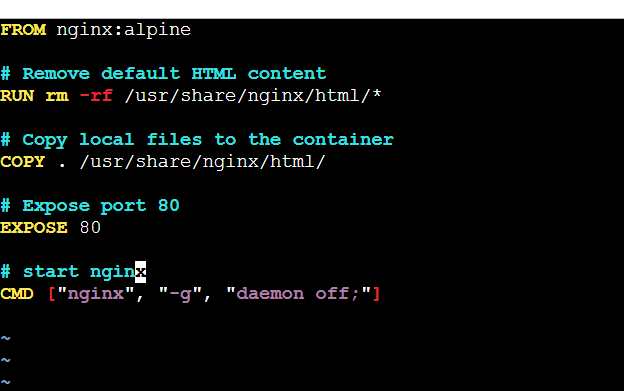 FROM nginx:alpine
# Remove default HTML content
RUN rm -rf /usr/share/nginx/html/*
# Copy local files to the container
COPY . /usr/share/nginx/html/
# Expose port 80
EXPOSE 80
# start nginx
CMD ["nginx", "-g", "daemon off;"]
~
~
~